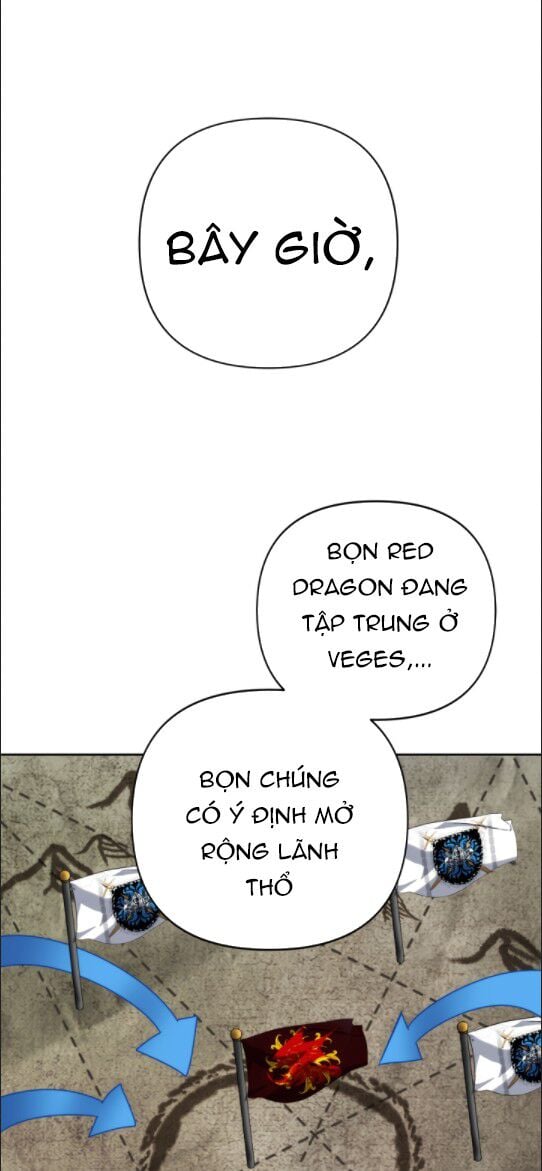 BÂY GIỜ,
BỌN RED
DRAGON ĐANG
TẬP TRUNG Ở
VEGES,...
BỌN CHÚNG
CÓ Ý ĐỊNH MỞ
RỘNG LÃNH
THỔ